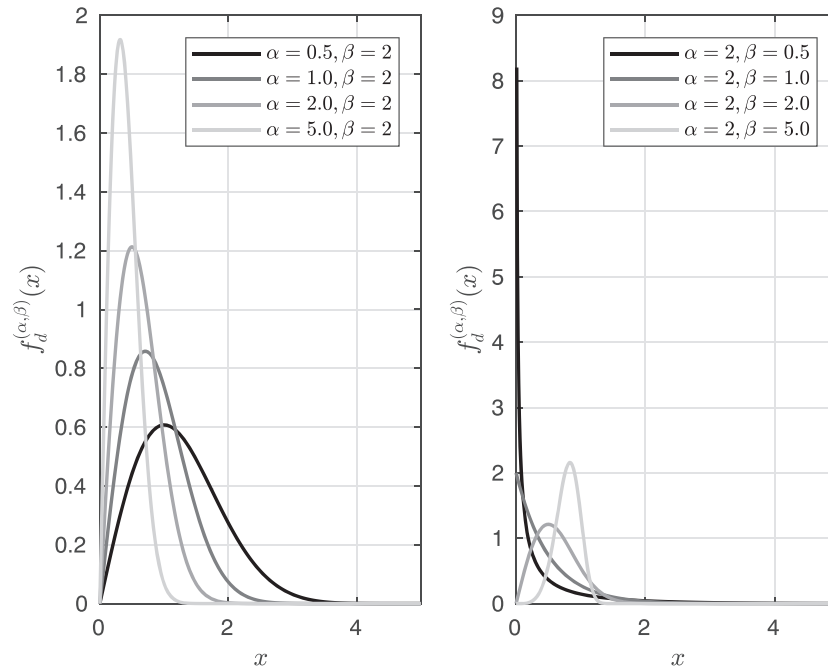 2
1.8
1.6
1.4
1.2
1
0.8
0.6
0.4
0.2
0
0 2 4
x
f_d^{(α,β)}(x)
α = 0.5, β = 2
α = 1.0, β = 2
α = 2.0, β = 2
α = 5.0, β = 2
9
8
7
6
5
4
3
2
1
0
0 2 4
x
f_d^{(α,β)}(x)
α = 2, β = 0.5
α = 2, β = 1.0
α = 2, β = 2.0
α = 2, β = 5.0